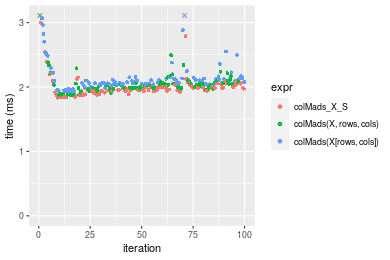 3
2
1
0
time (ms)
0
25
50
75
100
iteration
expr
colMads_X_S
colMads(X, rows, cols)
colMads(X[rows, cols])